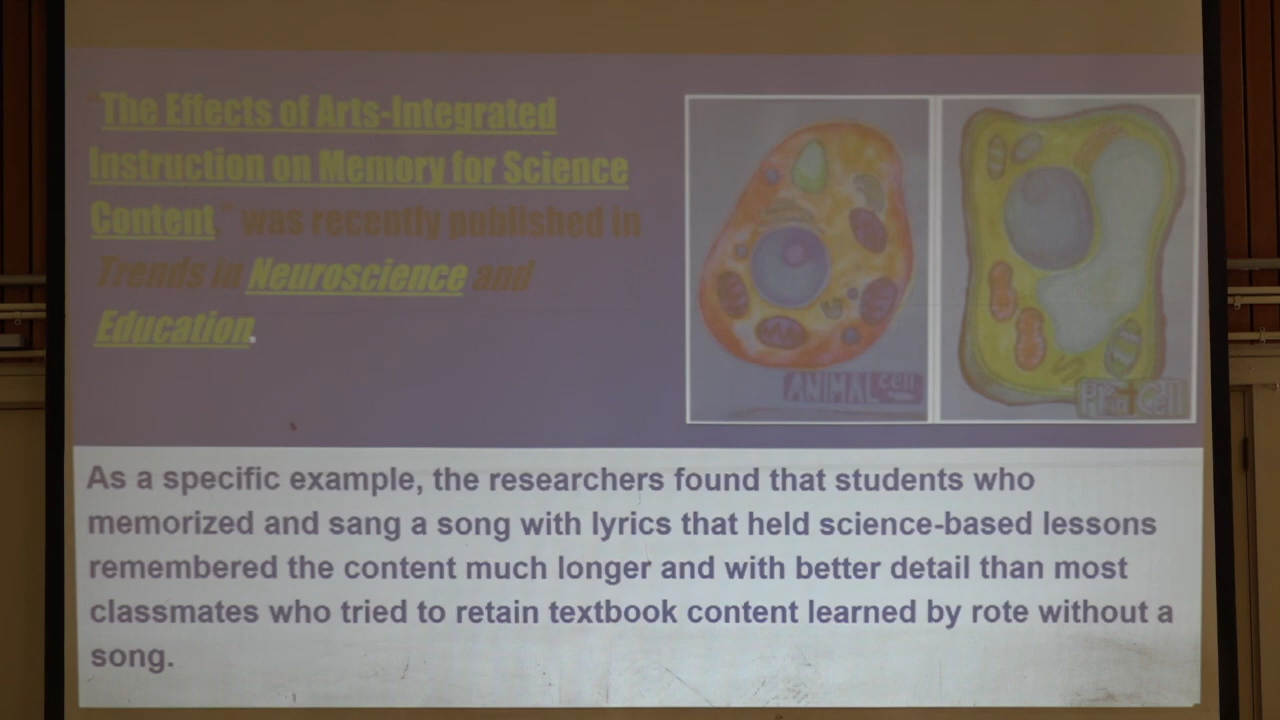 "The Effects of Arts-Integrated
Instruction on Memory for Science
Content," was recently published in
Trends in Neuroscience and
Education.
ANIMAL cell
Plant Cell
As a specific example, the researchers found that students who
memorized and sang a song with lyrics that held science-based lessons
remembered the content much longer and with better detail than most
classmates who tried to retain textbook content learned by rote without a
song.